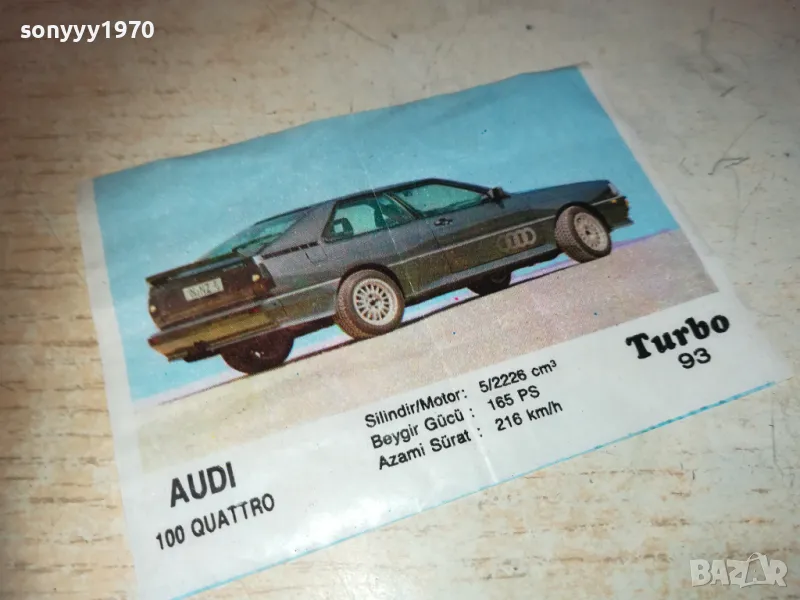 sonyyy1970
Turbo
93
Silindir/Motor: 5/2226 cm³
Beygir Gücü : 165 PS
Azami Sürat : 216 km/h
AUDI
100 QUATTRO
BAZAR